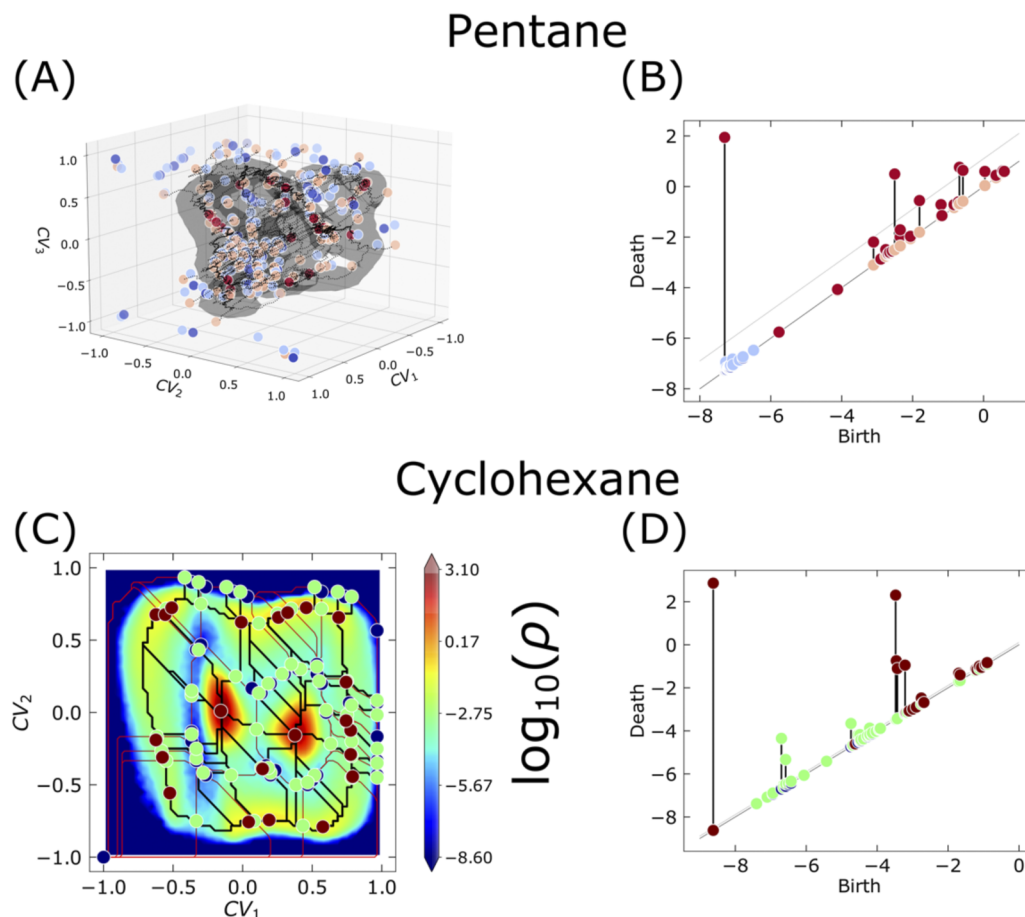 Pentane
(A)
1.0
0.5
0.0
−0.5
−1.0
CV₃
−1.0
−0.5
0.0
0.5
1.0
CV₂
1.0
0.5
0.0
−0.5
−1.0
CV₁
(B)
2
0
−2
−4
−6
−8
Death
−8 −6 −4 −2 0
Birth
Cyclohexane
(C)
1.0
0.5
0.0
−0.5
−1.0
CV₂
−1.0 −0.5 0.0 0.5 1.0
CV₁
3.10
0.17
−2.75
−5.67
−8.60
log₁₀(ρ)
(D)
2
0
−2
−4
−6
−8
Death
−8 −6 −4 −2 0
Birth